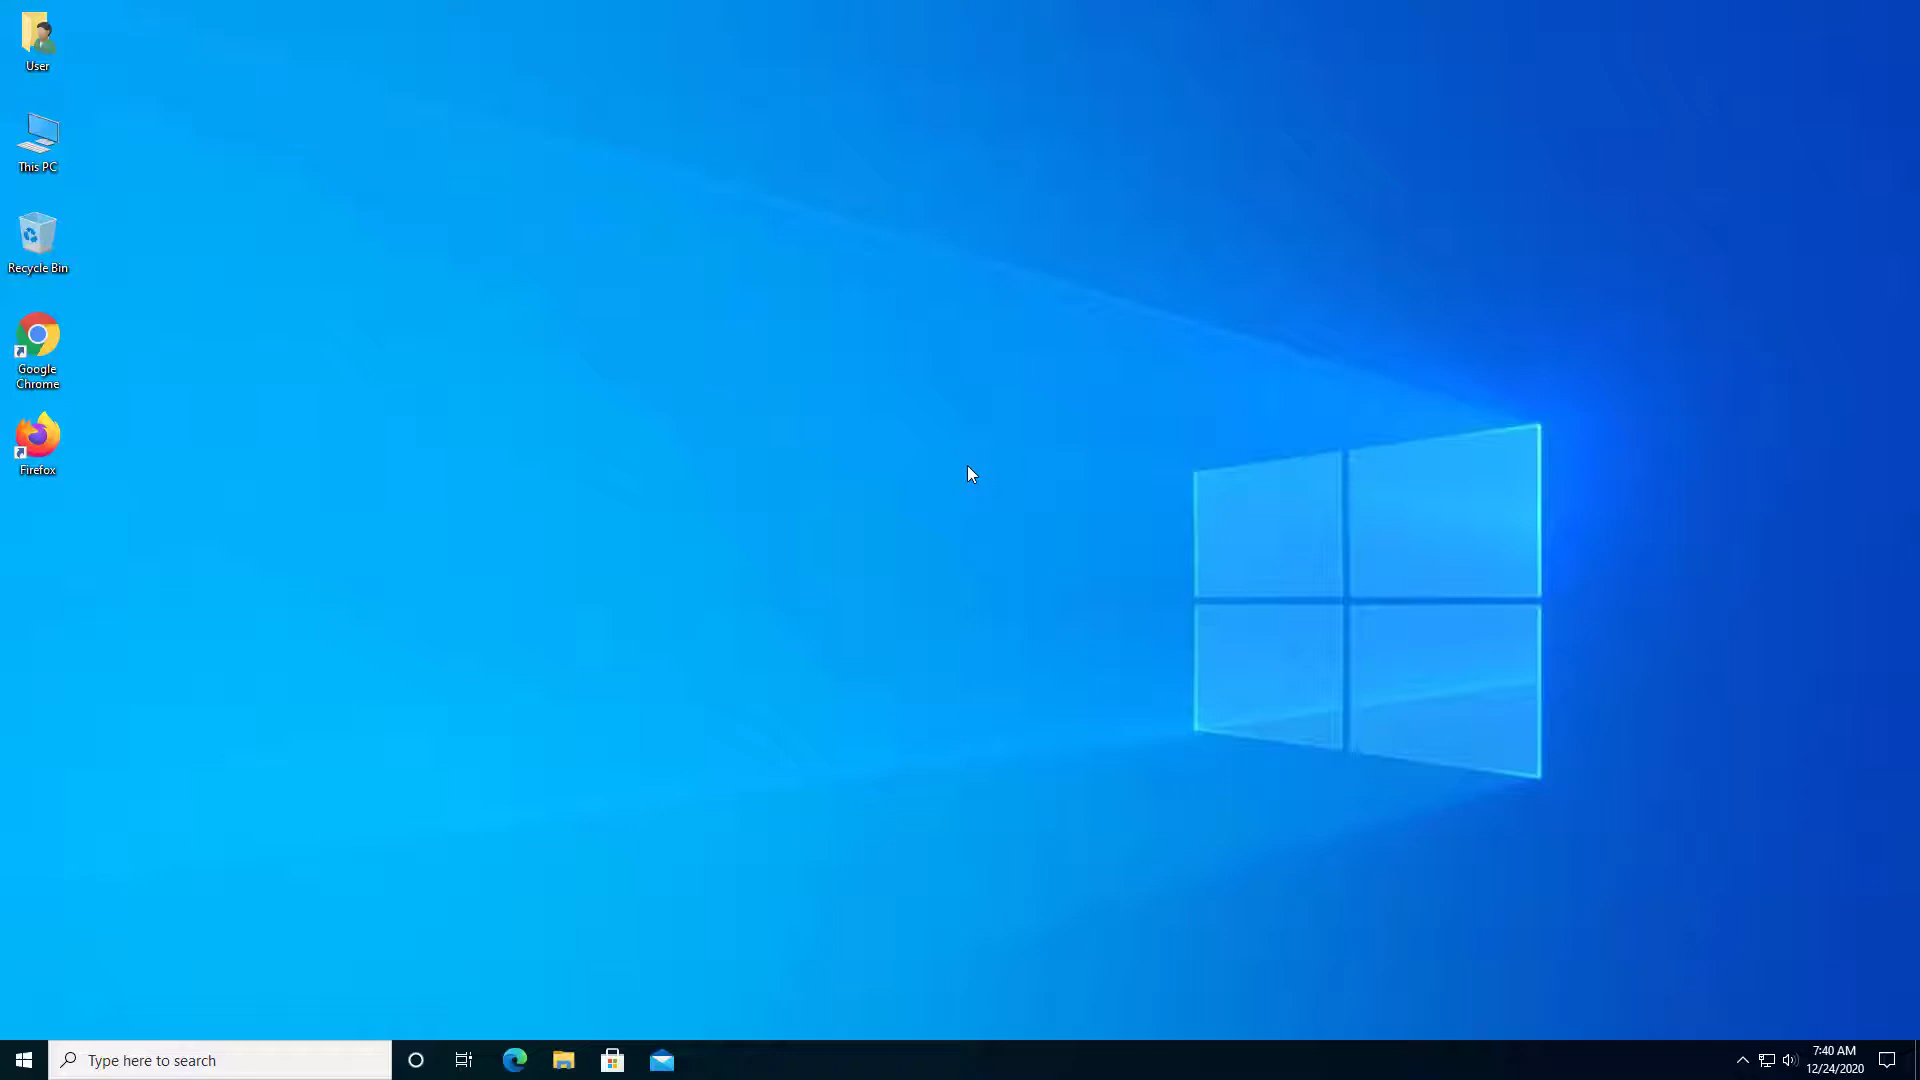 User
This PC
Recycle Bin
Google
Chrome
Firefox
Type here to search
7:40 AM
12/24/2020